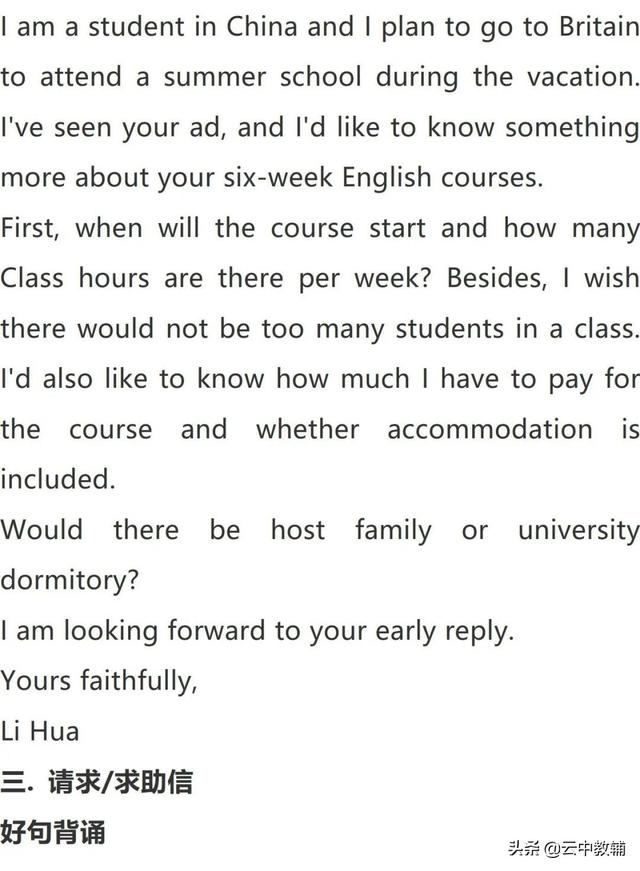 I am a student in China and I plan to go to Britain
to attend a summer school during the vacation.
I've seen your ad, and I'd like to know something
more about your six-week English courses.
First, when will the course start and how many
Class hours are there per week? Besides, I wish
there would not be too many students in a class.
I'd also like to know how much I have to pay for
the course and whether accommodation is
included.
Would there be host family or university
dormitory?
I am looking forward to your early reply.
Yours faithfully,
Li Hua
三. 请求/求助信
好句背诵
头条 @云中教辅